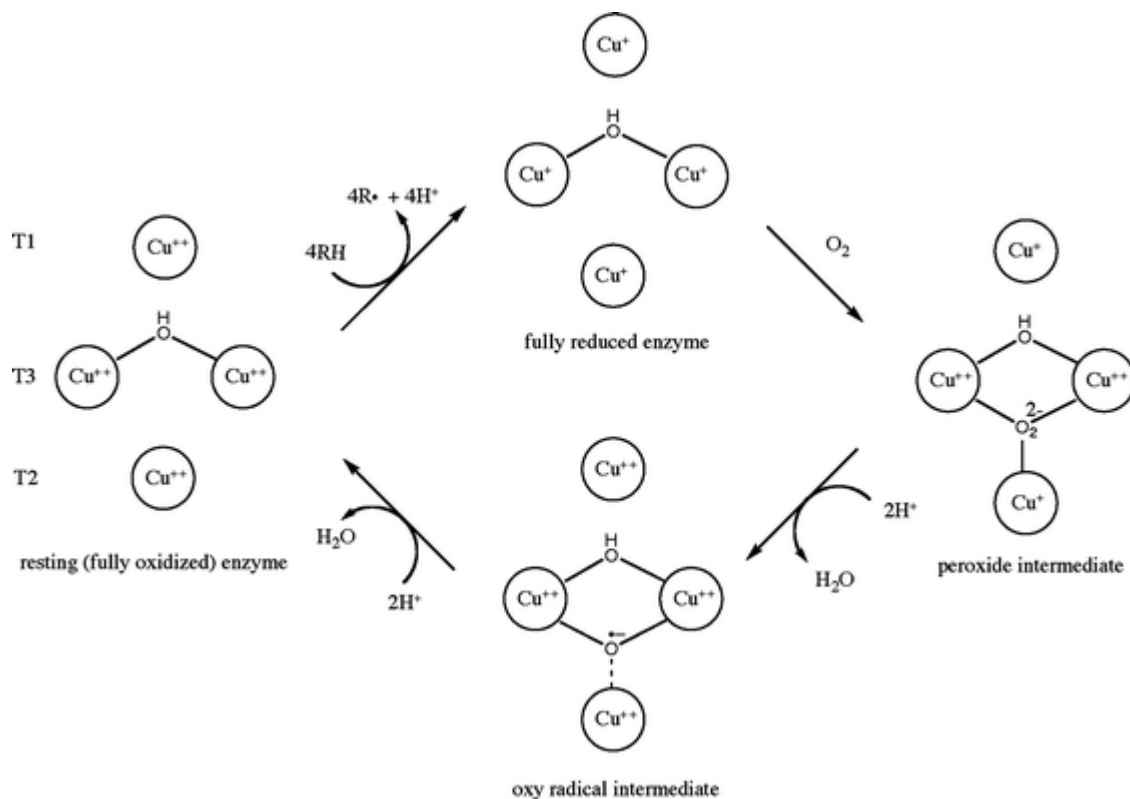 Cu⁺
H
O
Cu⁺ Cu⁺
Cu⁺
fully reduced enzyme
4R• + 4H⁺
4RH
O₂
T1
Cu⁺⁺
H
O
T3
Cu⁺⁺ Cu⁺⁺
T2
Cu⁺⁺
resting (fully oxidized) enzyme
Cu⁺
H
O
Cu⁺⁺ Cu⁺⁺
O₂²⁻
Cu⁺
peroxide intermediate
2H⁺
H₂O
H₂O
2H⁺
Cu⁺⁺
H
O
Cu⁺⁺ Cu⁺⁺
•−
O
Cu⁺⁺
oxy radical intermediate